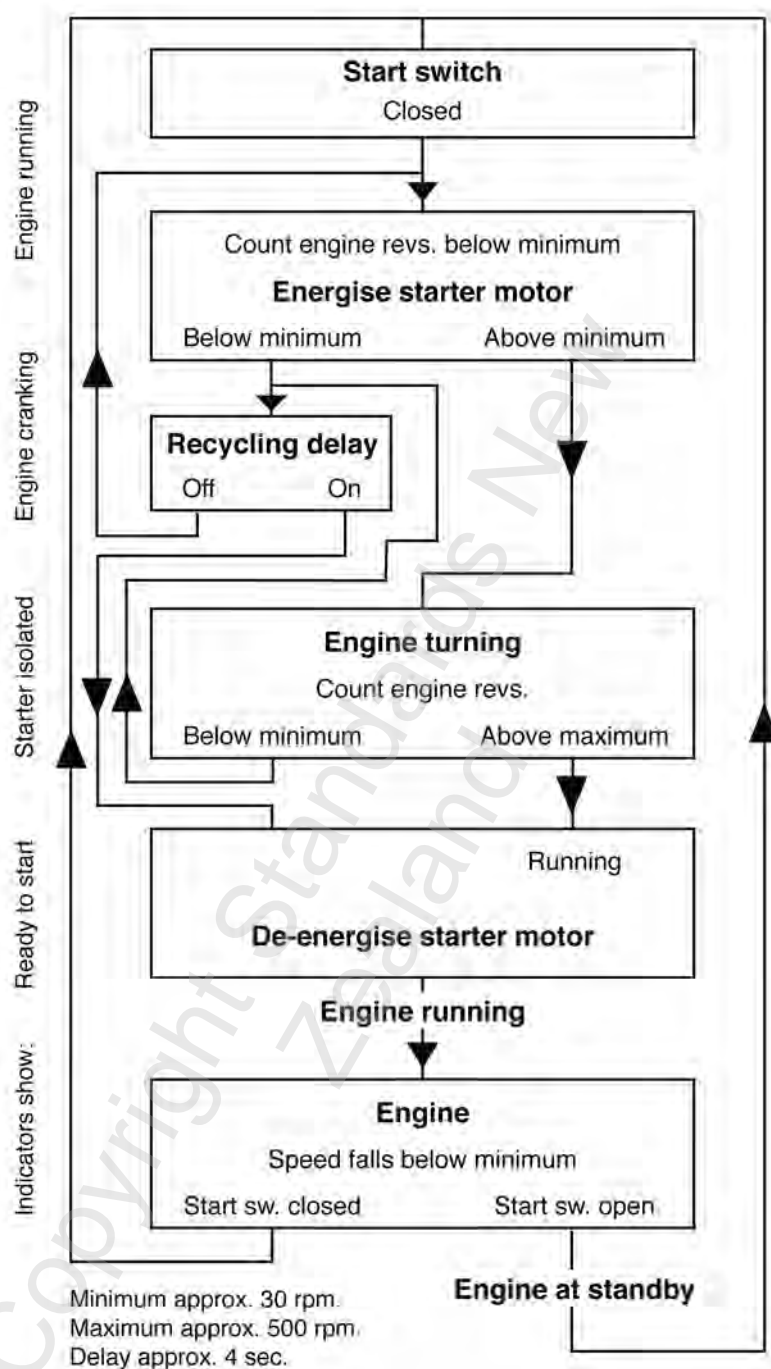 Start switch
Closed
Count engine revs. below minimum
Energise starter motor
Below minimum Above minimum
Recycling delay
Off On
Engine turning
Count engine revs.
Below minimum Above maximum
Running
De-energise starter motor
Engine running
Engine
Speed falls below minimum
Start sw. closed Start sw. open
Engine at standby
Minimum approx. 30 rpm.
Maximum approx. 500 rpm.
Delay approx. 4 sec.
Indicators show: Ready to start Starter isolated Engine cranking Engine running
Copyright Standards New
Zealand